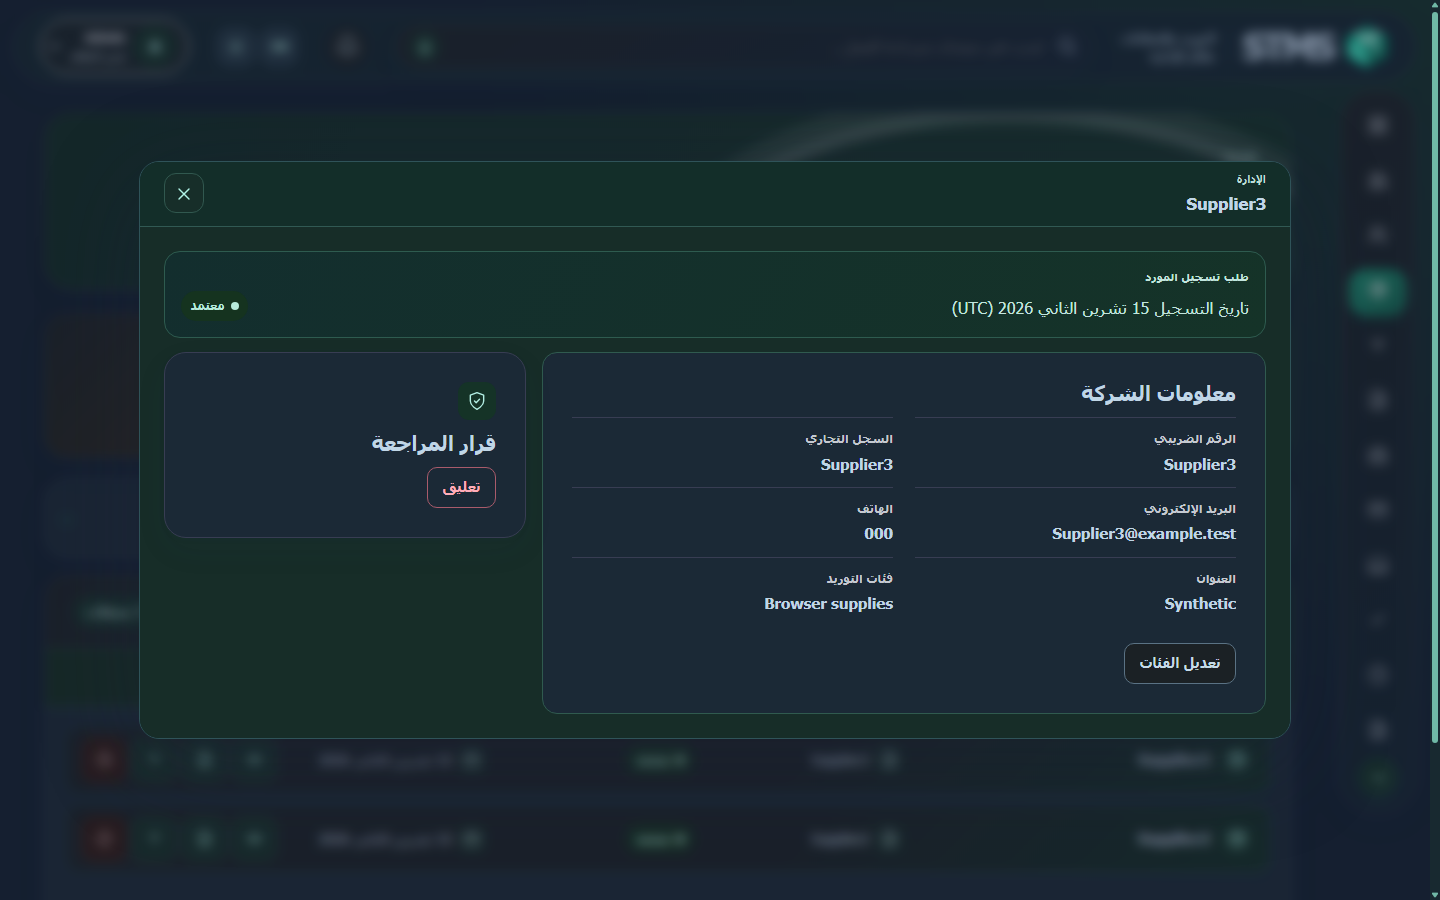 STMS
الإدارة
Supplier3
طلب تسجيل المورد
تاريخ التسجيل 15 تشرين الثاني 2026 (UTC)
معتمد
معلومات الشركة
الرقم الضريبي
Supplier3
السجل التجاري
Supplier3
البريد الإلكتروني
Supplier3@example.test
الهاتف
000
العنوان
Synthetic
فئات التوريد
Browser supplies
تعديل الفئات
قرار المراجعة
تعليق